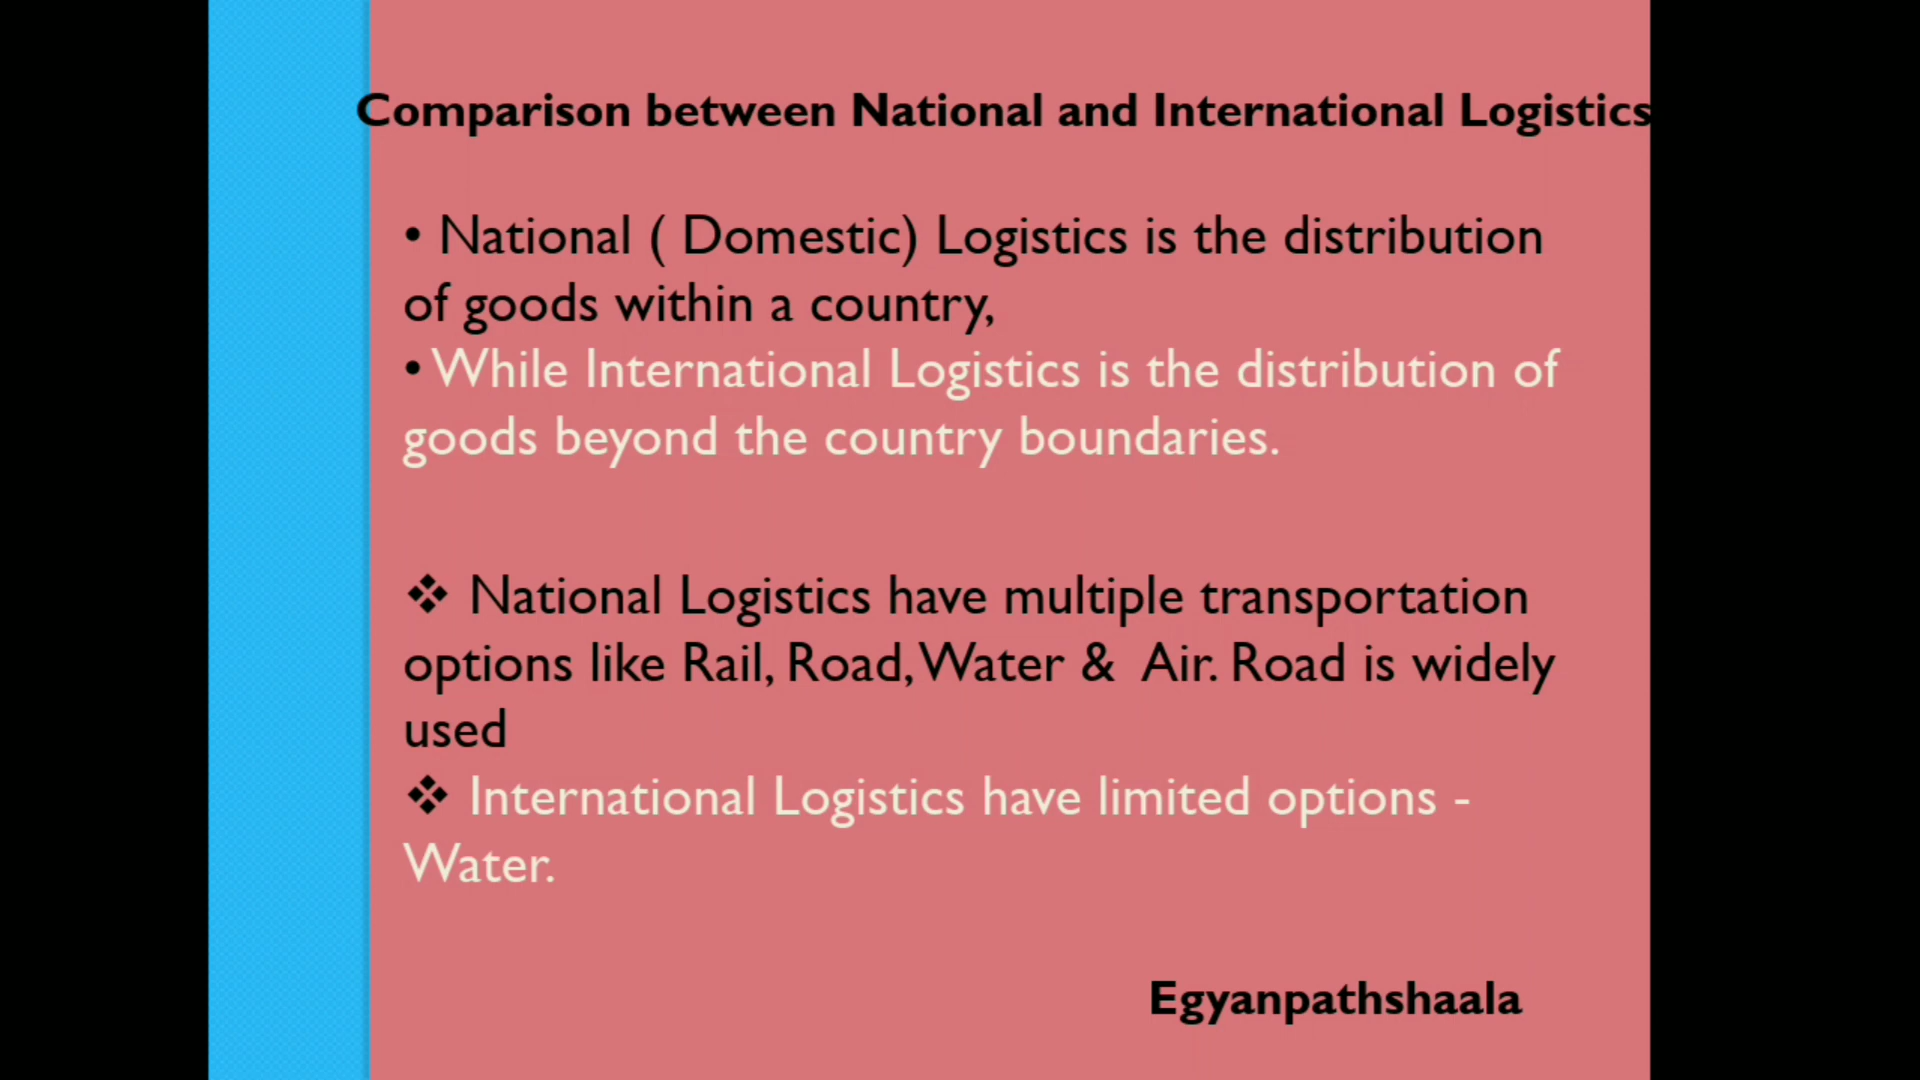 Comparison between National and International Logistics
• National ( Domestic) Logistics is the distribution
of goods within a country,
• While International Logistics is the distribution of
goods beyond the country boundaries.
❖ National Logistics have multiple transportation
options like Rail, Road, Water & Air. Road is widely
used
❖ International Logistics have limited options -
Water.
Egyanpathshaala